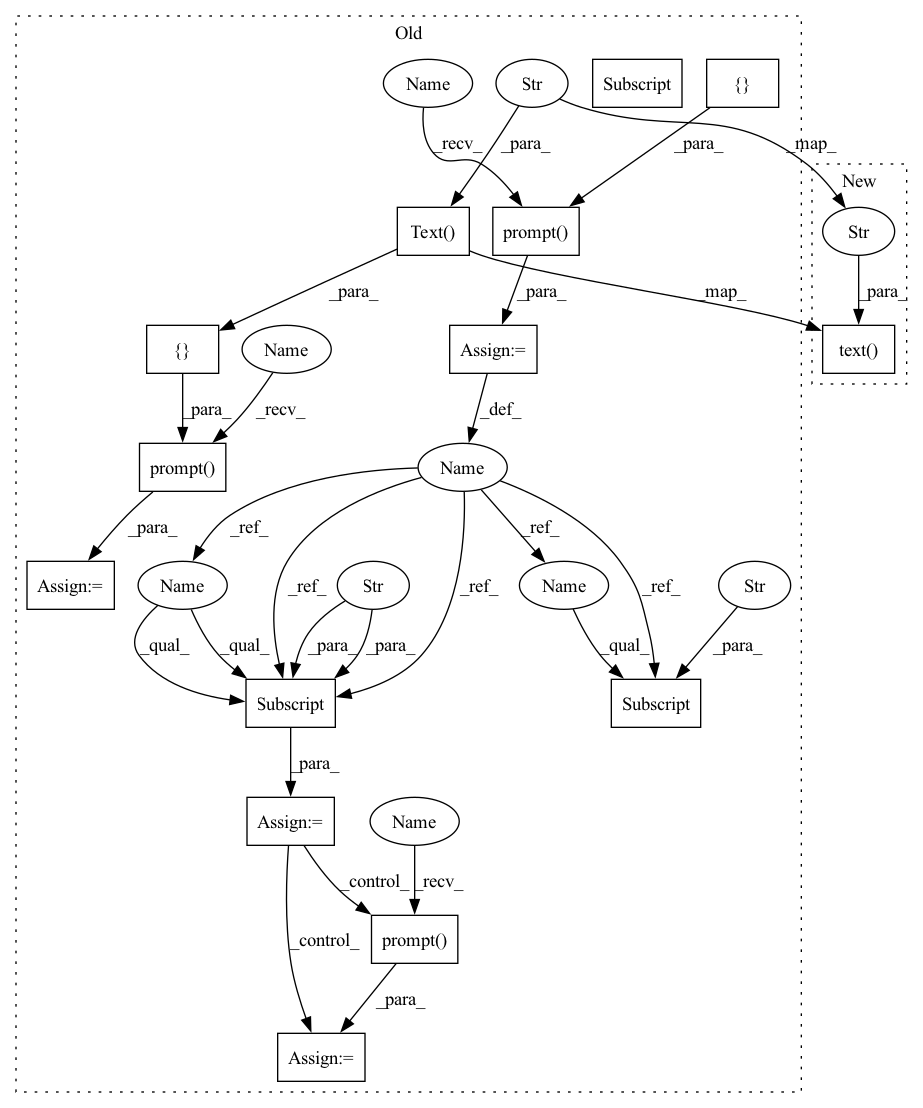 Old
Name
Str
Subscript
{}
_recv_
_para_
_para_
_map_
New
Text()
prompt()
Str
_para_
_para_
_map_
_para_
{}
Name
Assign:=
text()
_para_
_recv_
_def_
prompt()
Name
_para_
_ref_
_ref_
_ref_
_ref_
_ref_
Assign:=
Name
Str
Name
Str
_qual_
_qual_
_para_
_para_
_qual_
_para_
Subscript
Subscript
_para_
Assign:=
Name
_control_
_recv_
_control_
prompt()
_para_
Assign:=